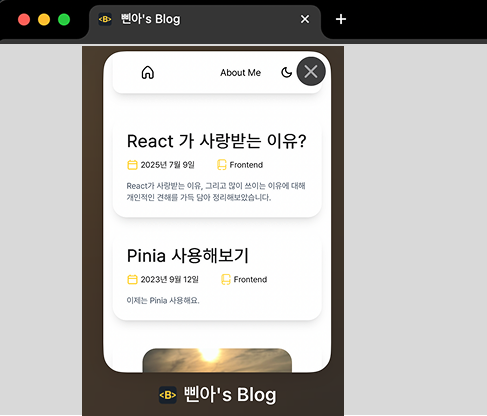 <B> 삔아's Blog
About Me
React 가 사랑받는 이유?
2025년 7월 9일 Frontend
React가 사랑받는 이유, 그리고 많이 쓰이는 이유에 대해
개인적인 견해를 가득 담아 정리해보았습니다.
Pinia 사용해보기
2023년 9월 12일 Frontend
이제는 Pinia 사용해요.
<B> 삔아's Blog